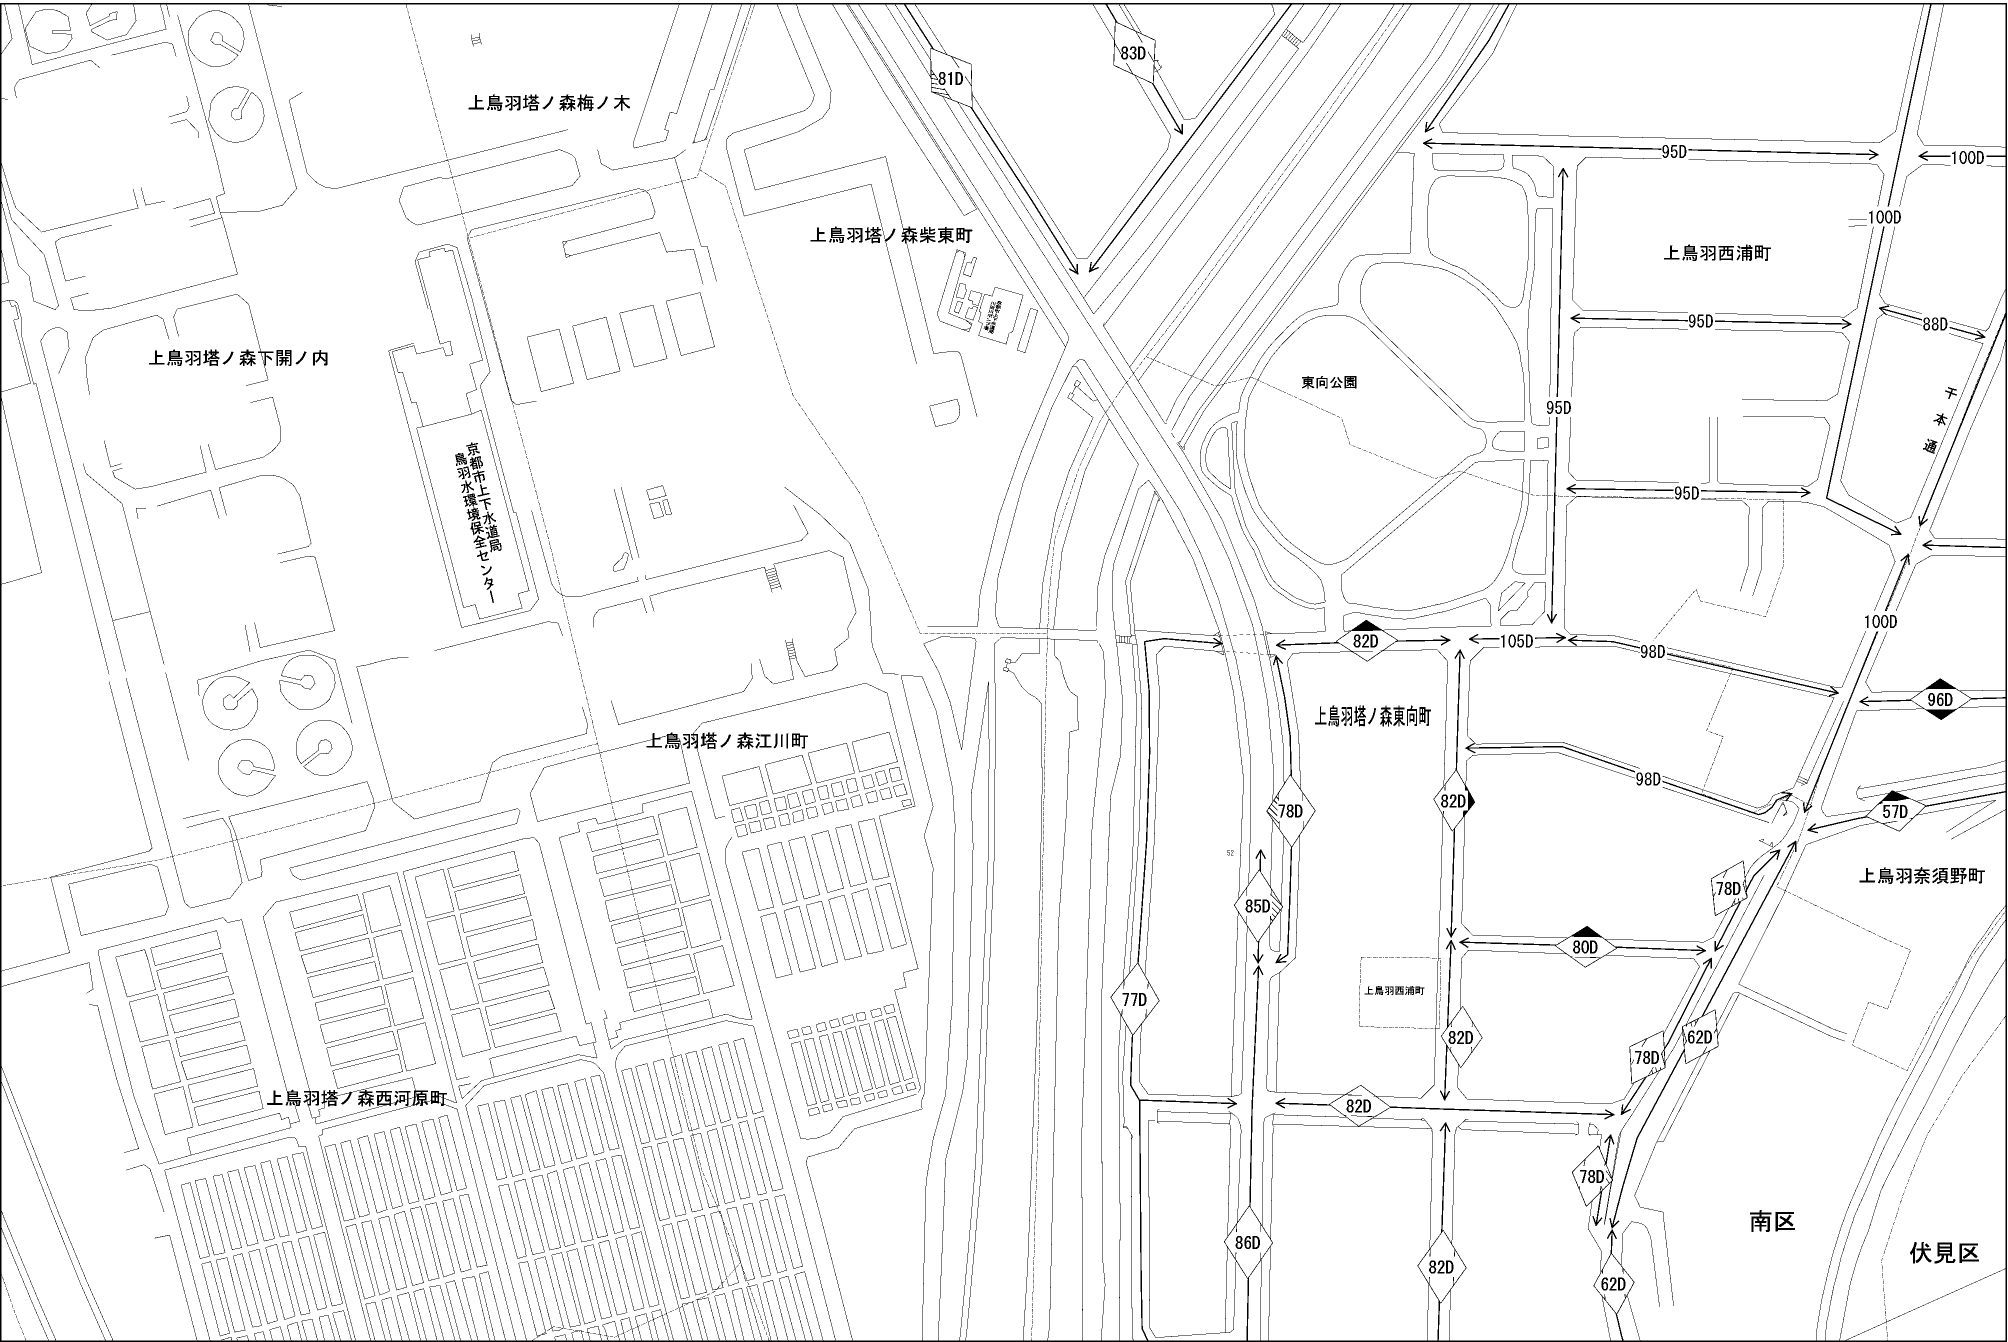 83D
81D
上鳥羽塔ノ森梅ノ木
95D
100D
100D
上鳥羽塔ノ森柴東町
上鳥羽西浦町
95D
88D
上鳥羽塔ノ森下開ノ内
東向公園
千本通
95D
京都市上下水道局
鳥羽水環境保全センター
95D
100D
82D
105D
98D
96D
上鳥羽塔ノ森東向町
上鳥羽塔ノ森江川町
98D
82D
78D
57D
52
上鳥羽奈須野町
78D
85D
80D
上鳥羽西浦町
77D
82D
62D
78D
上鳥羽塔ノ森西河原町
82D
78D
南区
86D
伏見区
82D
62D